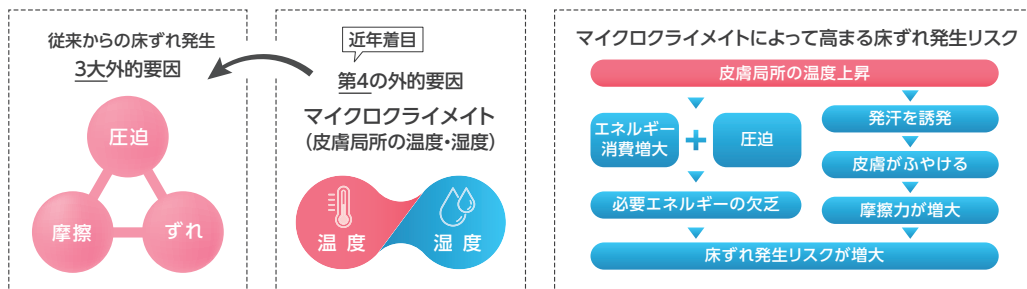 従来からの床ずれ発生
3大外的要因
圧迫
摩擦
ずれ
近年着目
第4の外的要因
マイクロクライメイト
(皮膚局所の温度・湿度)
温度
湿度
マイクロクライメイトによって高まる床ずれ発生リスク
皮膚局所の温度上昇
エネルギー
消費増大
+
圧迫
必要エネルギーの欠乏
発汗を誘発
皮膚がふやける
摩擦力が増大
床ずれ発生リスクが増大